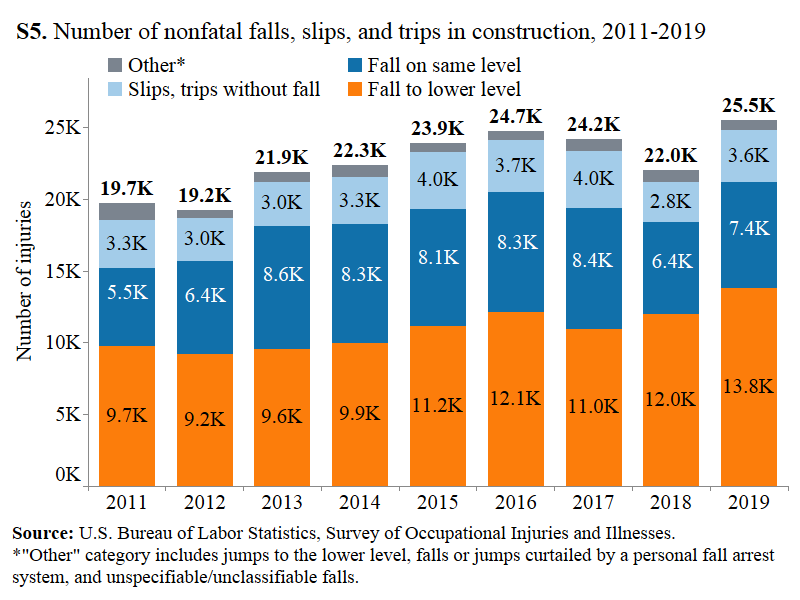 S5. Number of nonfatal falls, slips, and trips in construction, 2011-2019
Other* Fall on same level
Slips, trips without fall Fall to lower level
Number of injuries
25K
20K
15K
10K
5K
0K
19.7K 19.2K 21.9K 22.3K 23.9K 24.7K 24.2K 22.0K 25.5K
3.3K 3.0K 3.0K 3.3K 4.0K 3.7K 4.0K 2.8K 3.6K
5.5K 6.4K 8.6K 8.3K 8.1K 8.3K 8.4K 6.4K 7.4K
9.7K 9.2K 9.6K 9.9K 11.2K 12.1K 11.0K 12.0K 13.8K
2011 2012 2013 2014 2015 2016 2017 2018 2019
Source: U.S. Bureau of Labor Statistics, Survey of Occupational Injuries and Illnesses.
*"Other" category includes jumps to the lower level, falls or jumps curtailed by a personal fall arrest
system, and unspecifiable/unclassifiable falls.